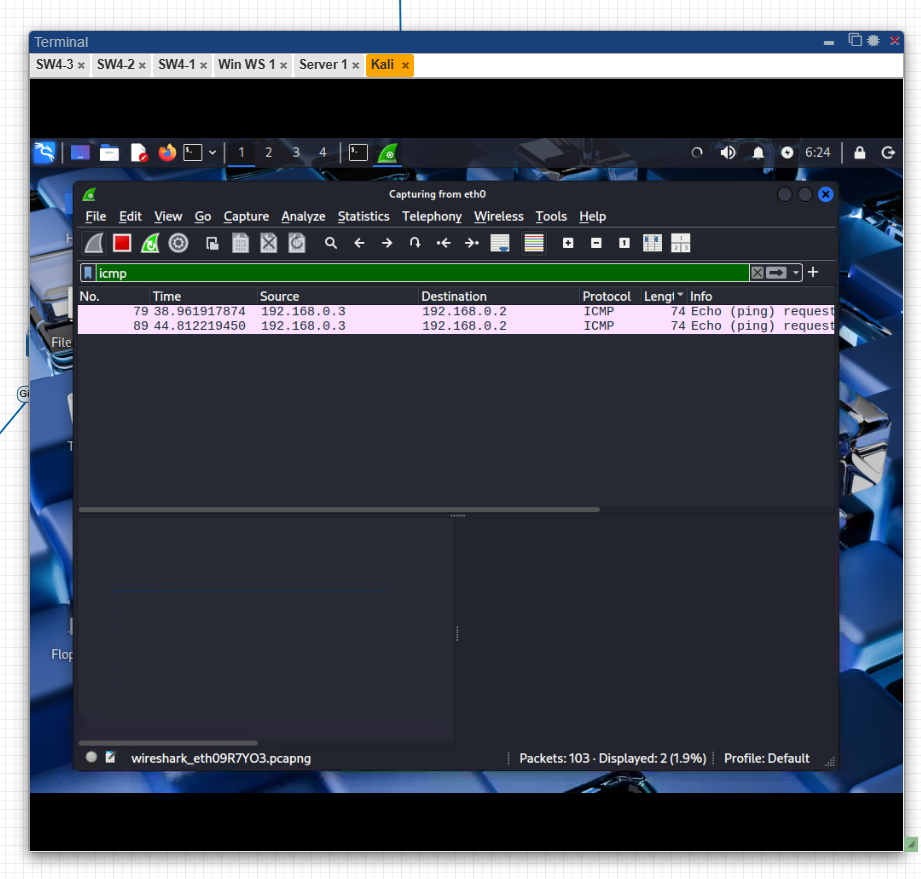 Terminal
SW4-3 × SW4-2 × SW4-1 × Win WS 1 × Server 1 × Kali ×
1 2 3 4 6:24
Capturing from eth0
File Edit View Go Capture Analyze Statistics Telephony Wireless Tools Help
icmp
No. Time Source Destination Protocol Lengt Info
79 38.961917874 192.168.0.3 192.168.0.2 ICMP 74 Echo (ping) request
89 44.812219450 192.168.0.3 192.168.0.2 ICMP 74 Echo (ping) request
File
Gi
Flop
wireshark_eth09R7YO3.pcapng Packets: 103 · Displayed: 2 (1.9%) Profile: Default